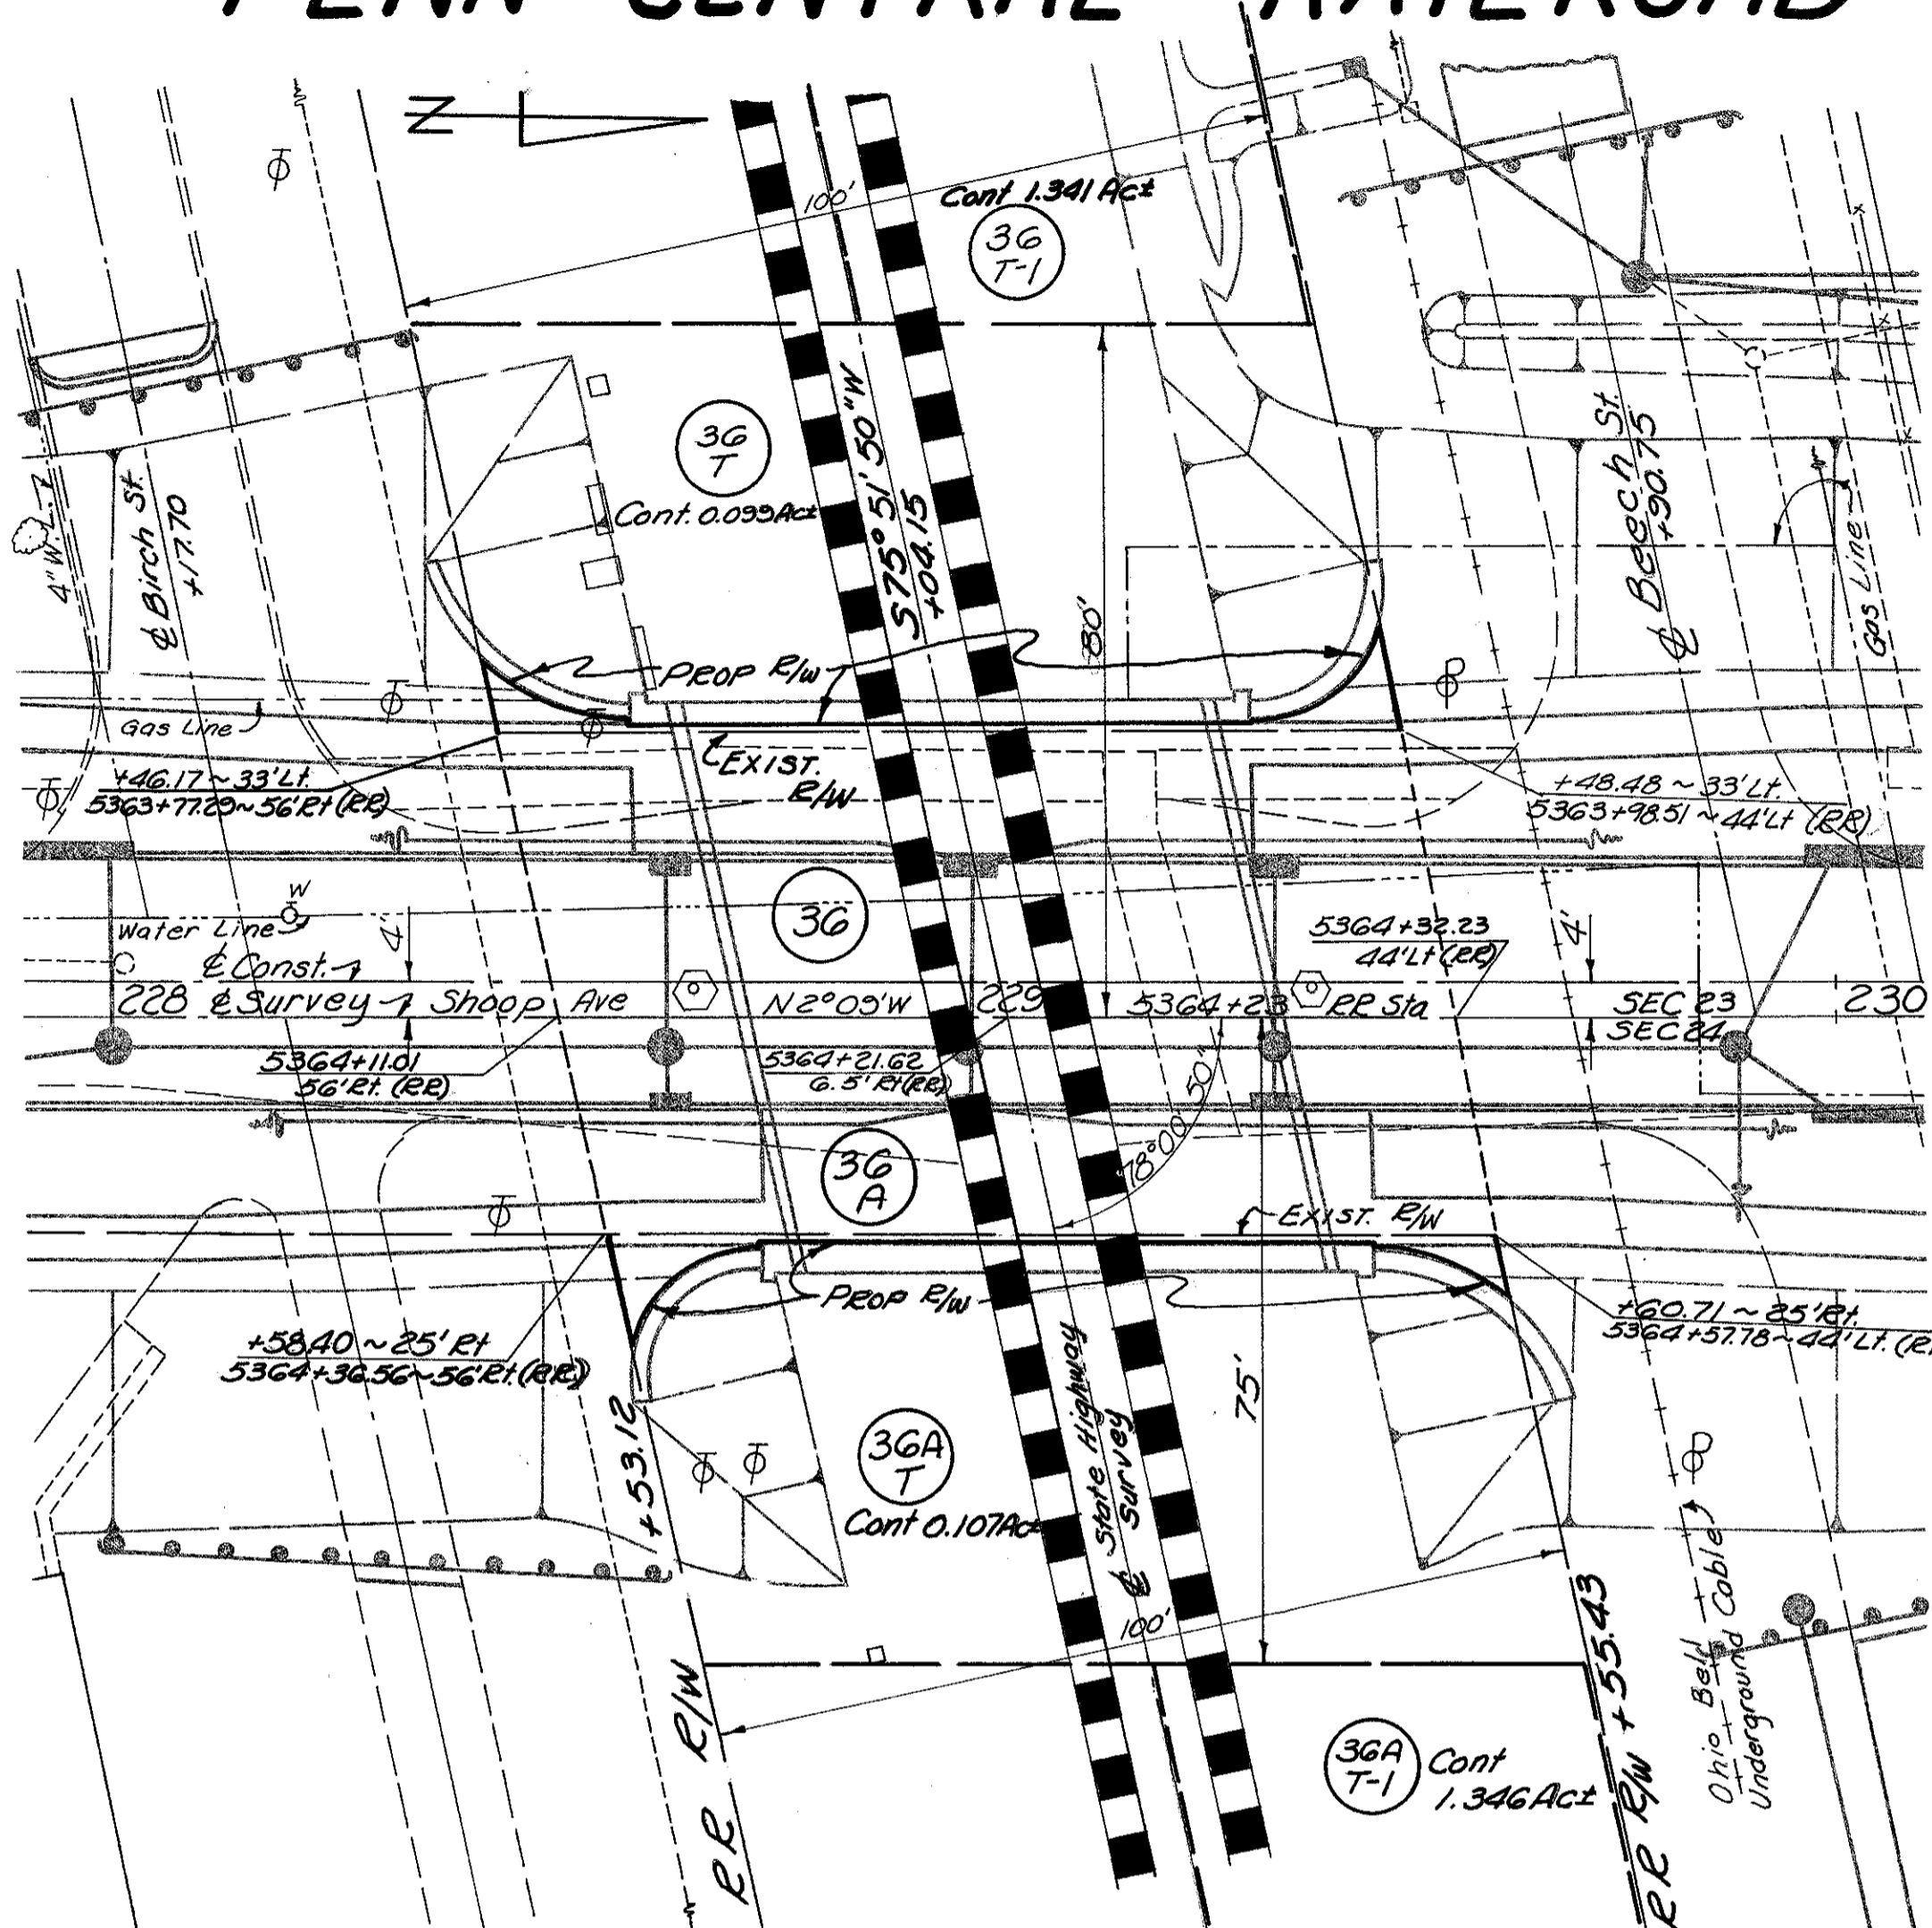 PENN CENTRAL RAILROAD
N
100'
Cont 1.341 Ac±
36
T-1
36
T
Cont. 0.099 Ac±
S75°51'50"W
+04.15
80'
4" W.L.
℄ Birch St.
+17.70
℄ Beech St.
+90.75
Gas Line
PROP R/W
Gas Line
EXIST.
R/W
+46.17 ~ 33' Lt.
5363+77.29 ~ 56' Rt (RR)
+48.48 ~ 33' Lt.
5363+98.51 ~ 44' Lt (RR)
W
Water Line
4'
36
5364+32.23
44' Lt (RR)
4'
℄ Const.
228 ℄ Survey Shoop Ave N2°09'W 229 5364+23 RR Sta SEC 23 230
SEC 24
5364+11.01
56' Rt. (RR)
5364+21.62
6.5' Rt (RR)
78°00'50"
36
A
EXIST. R/W
PROP R/W
+58.40 ~ 25' Rt
5364+36.56 ~ 56' Rt. (RR)
+60.71 ~ 25' Rt.
5364+57.78 ~ 44' Lt. (R
75'
+53.12
36A
T
Cont 0.107 Ac±
℄ State Highway
Survey
100'
RR R/W
RR R/W +55.43
Ohio Bell
Underground Cable
36A
T-1
Cont
1.346 Ac±